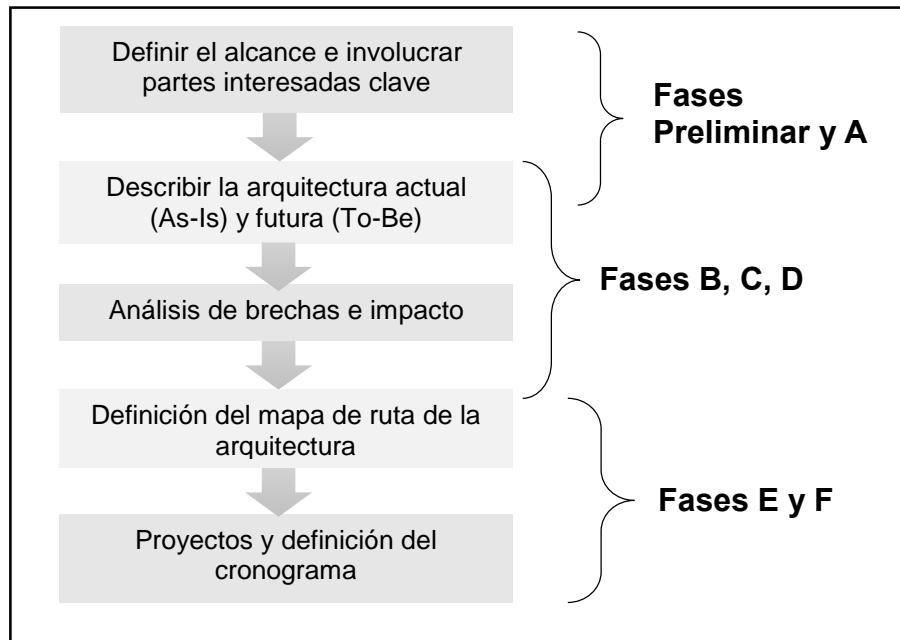 Definir el alcance e involucrar
partes interesadas clave
Fases
Preliminar y A
Describir la arquitectura actual
(As-Is) y futura (To-Be)
Fases B, C, D
Análisis de brechas e impacto
Definición del mapa de ruta de la
arquitectura
Fases E y F
Proyectos y definición del
cronograma